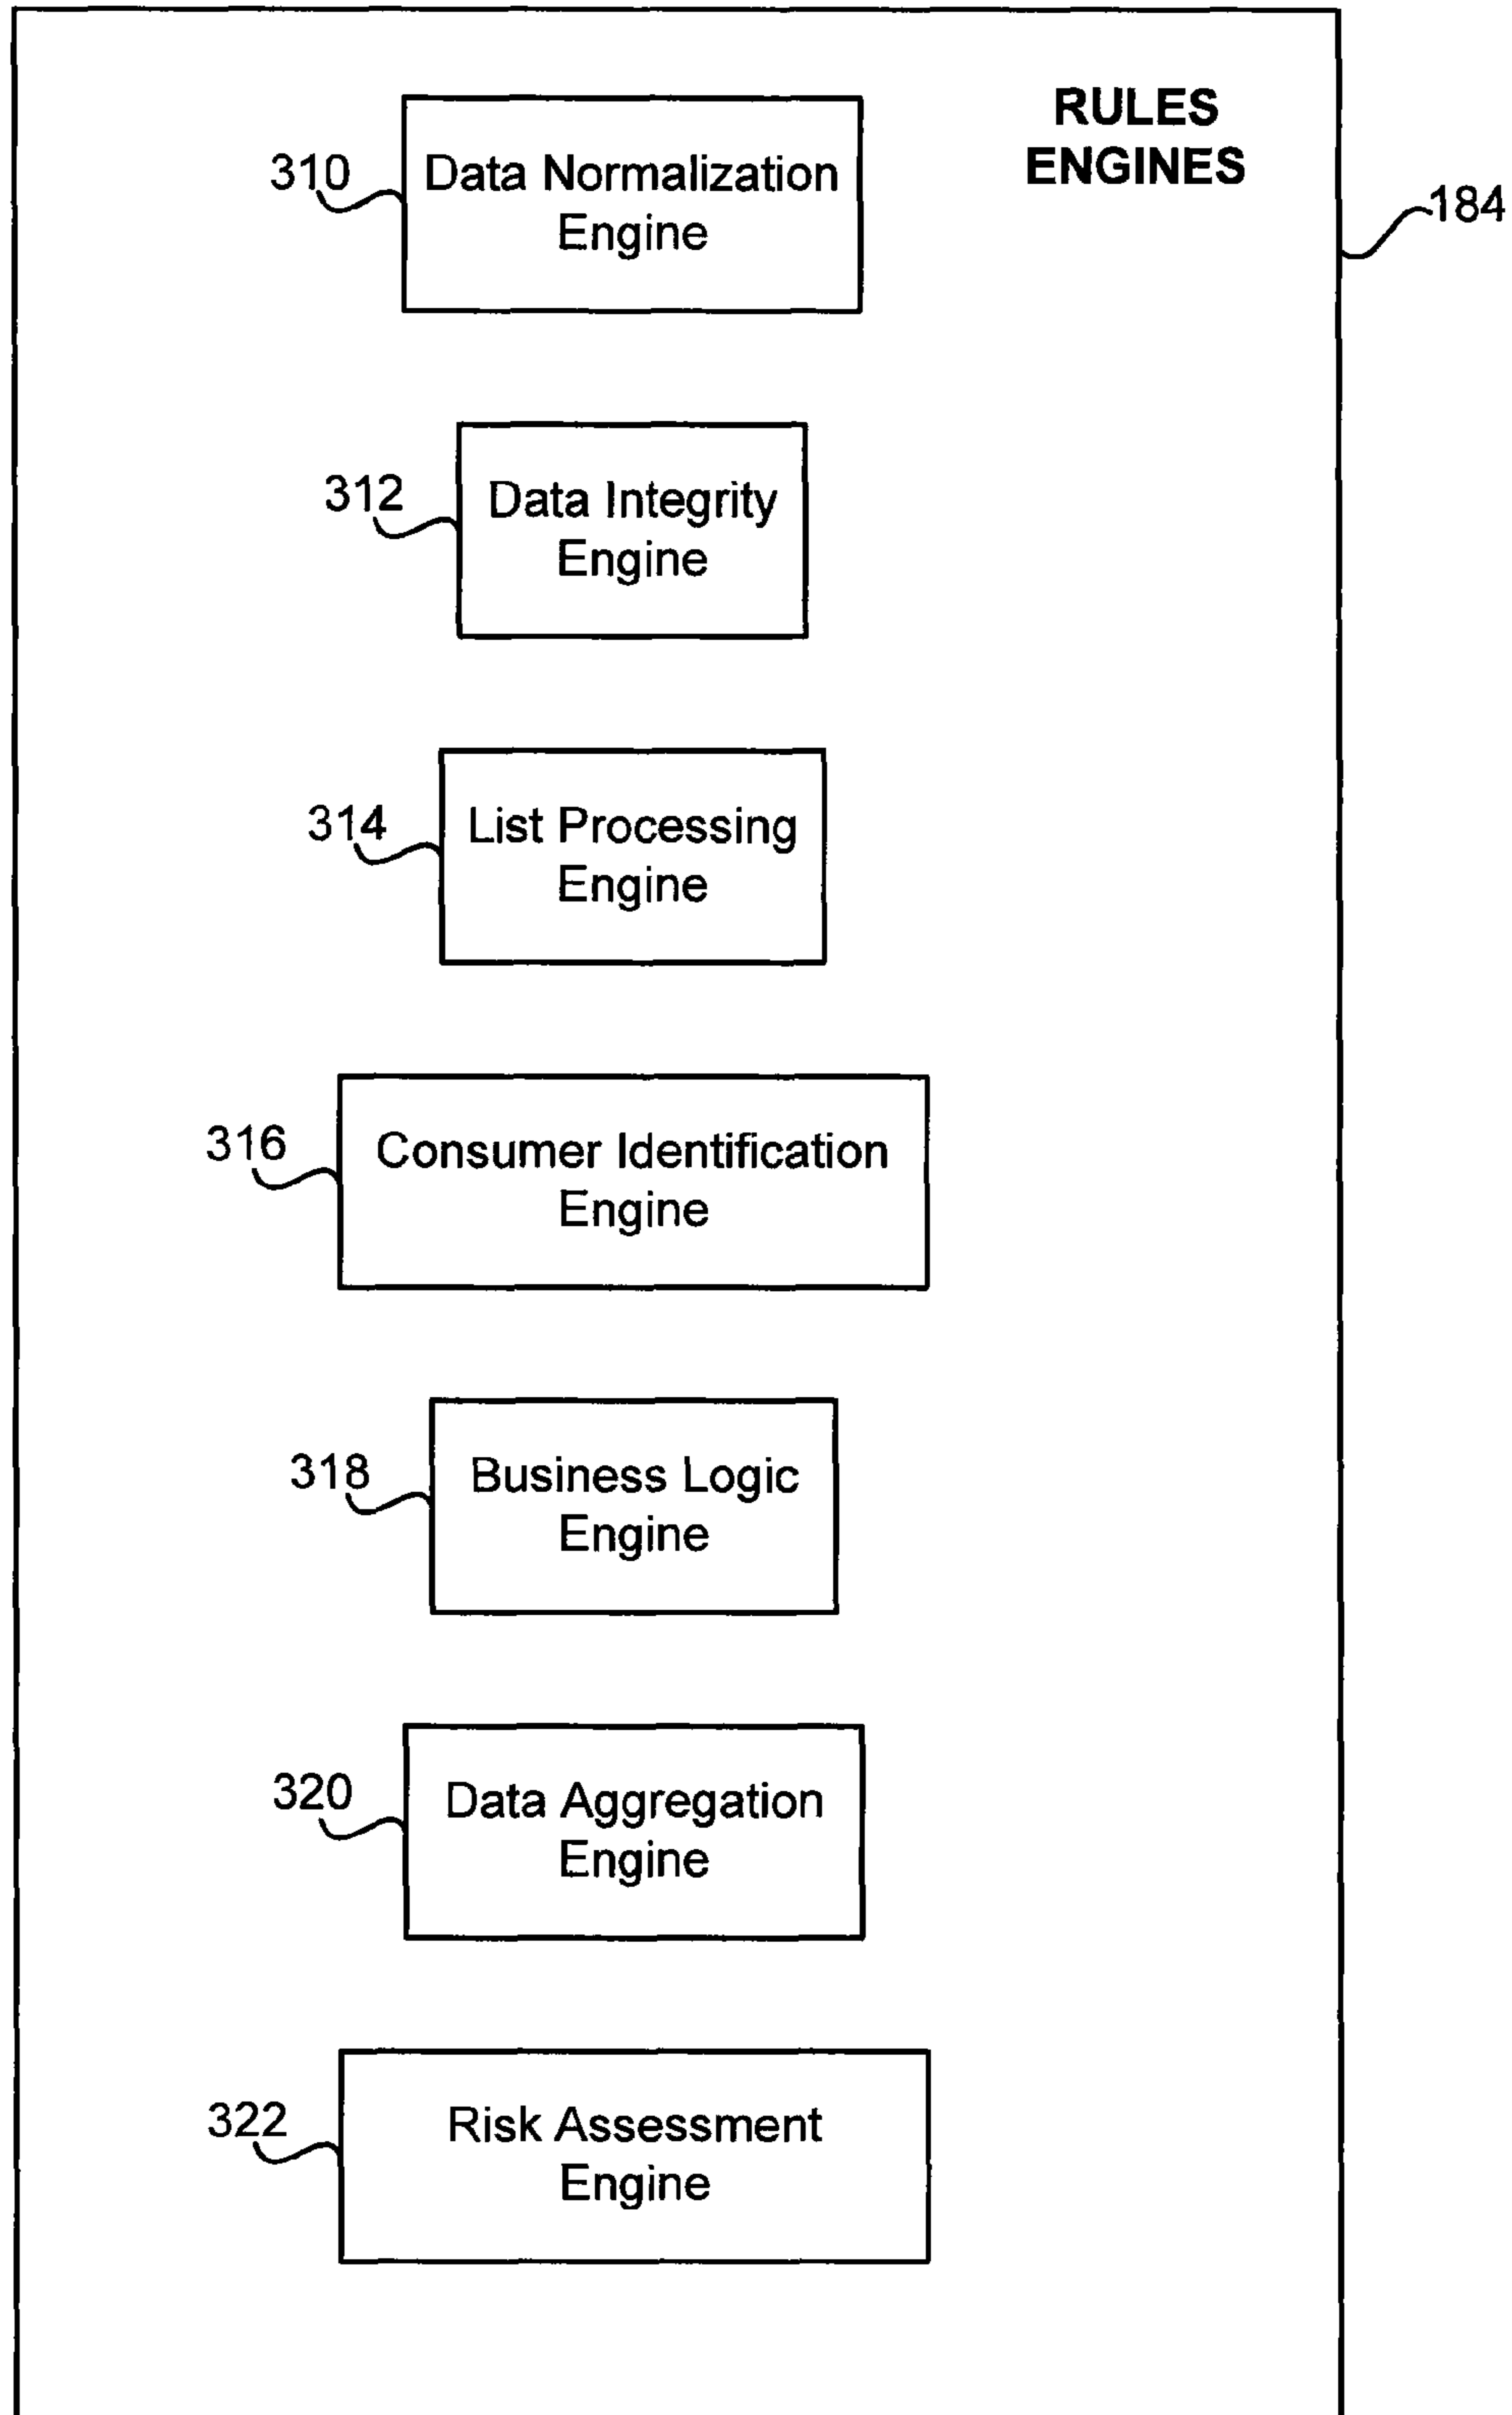 RULES
ENGINES
184
310
Data Normalization
Engine
312
Data Integrity
Engine
314
List Processing
Engine
316
Consumer Identification
Engine
318
Business Logic
Engine
320
Data Aggregation
Engine
322
Risk Assessment
Engine